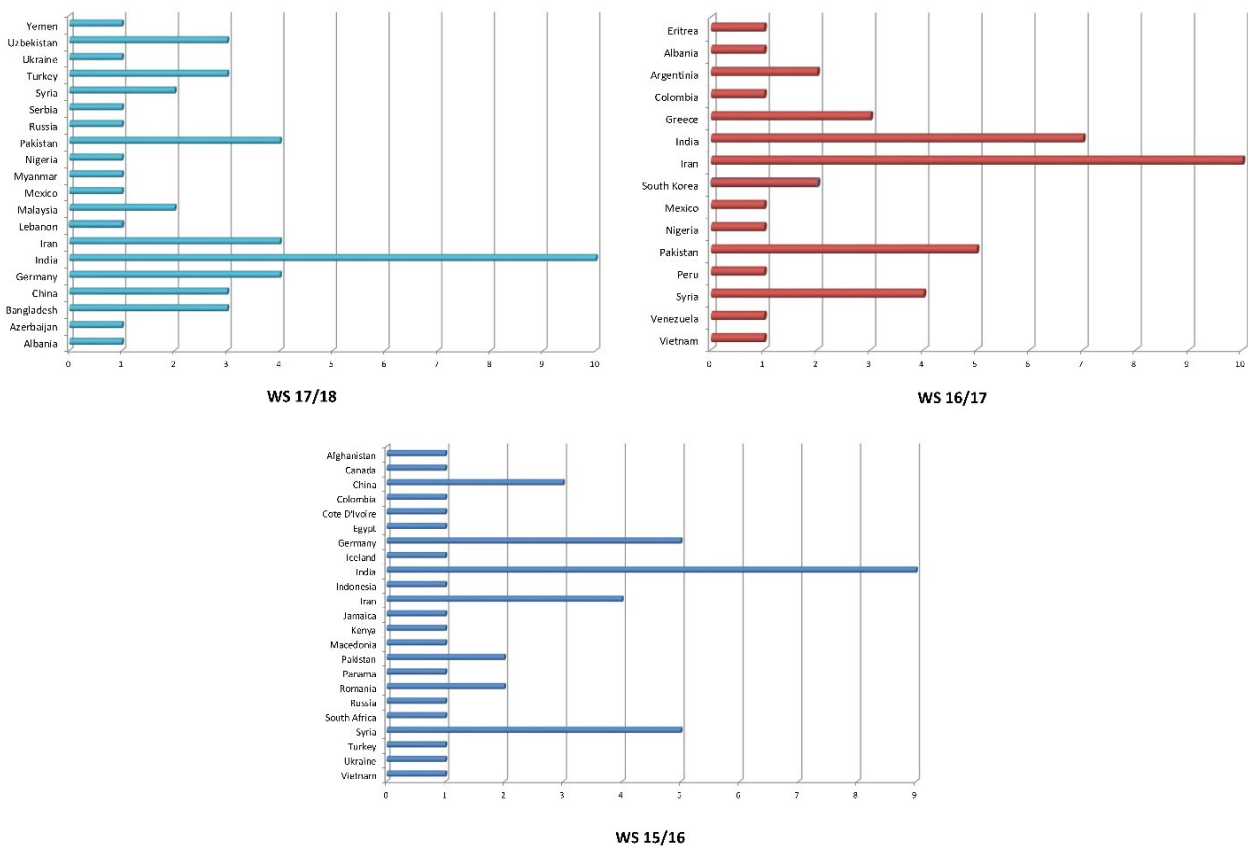 Yemen
Uzbekistan
Ukraine
Turkey
Syria
Serbia
Russia
Pakistan
Nigeria
Myanmar
Mexico
Malaysia
Lebanon
Iran
India
Germany
China
Bangladesh
Azerbaijan
Albania
0 1 2 3 4 5 6 7 8 9 10
WS 17/18
Eritrea
Albania
Argentinia
Colombia
Greece
India
Iran
South Korea
Mexico
Nigeria
Pakistan
Peru
Syria
Venezuela
Vietnam
0 1 2 3 4 5 6 7 8 9 10
WS 16/17
Afghanistan
Canada
China
Colombia
Cote D'Ivoire
Egypt
Germany
Iceland
India
Indonesia
Iran
Jamaica
Kenya
Macedonia
Pakistan
Panama
Romania
Russia
South Africa
Syria
Turkey
Ukraine
Vietnam
0 1 2 3 4 5 6 7 8 9
WS 15/16